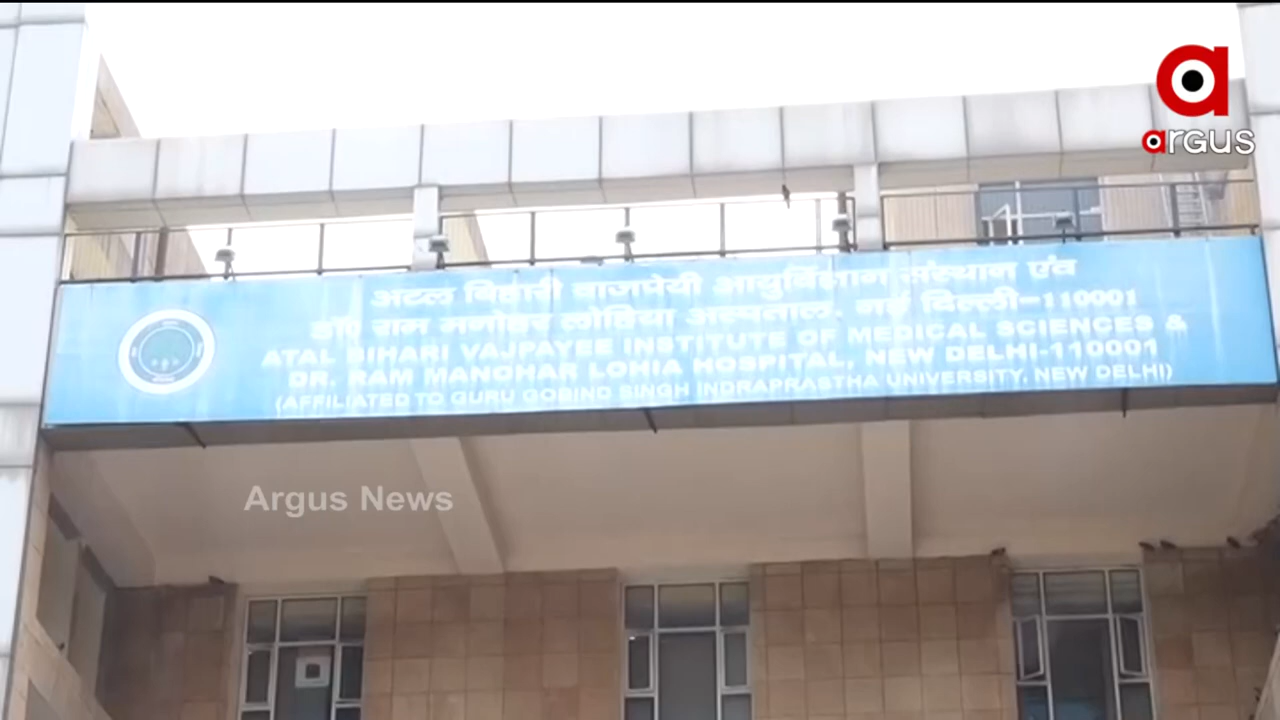 argus
अटल बिहारी वाजपेयी आयुर्विज्ञान संस्थान एंव
डा० राम मनोहर लोहिया अस्पताल, नई दिल्ली-110001
ATAL BIHARI VAJPAYEE INSTITUTE OF MEDICAL SCIENCES &
DR. RAM MANOHAR LOHIA HOSPITAL, NEW DELHI-110001
(AFFILIATED TO GURU GOBIND SINGH INDRAPRASTHA UNIVERSITY, NEW DELHI)
Argus News